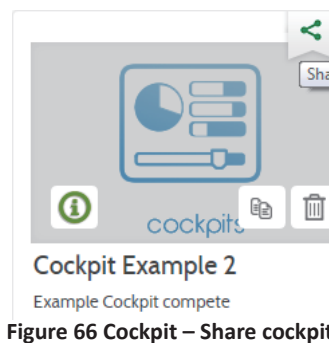 Sha
cockpits
Cockpit Example 2
Example Cockpit compete
Figure 66 Cockpit – Share cockpit